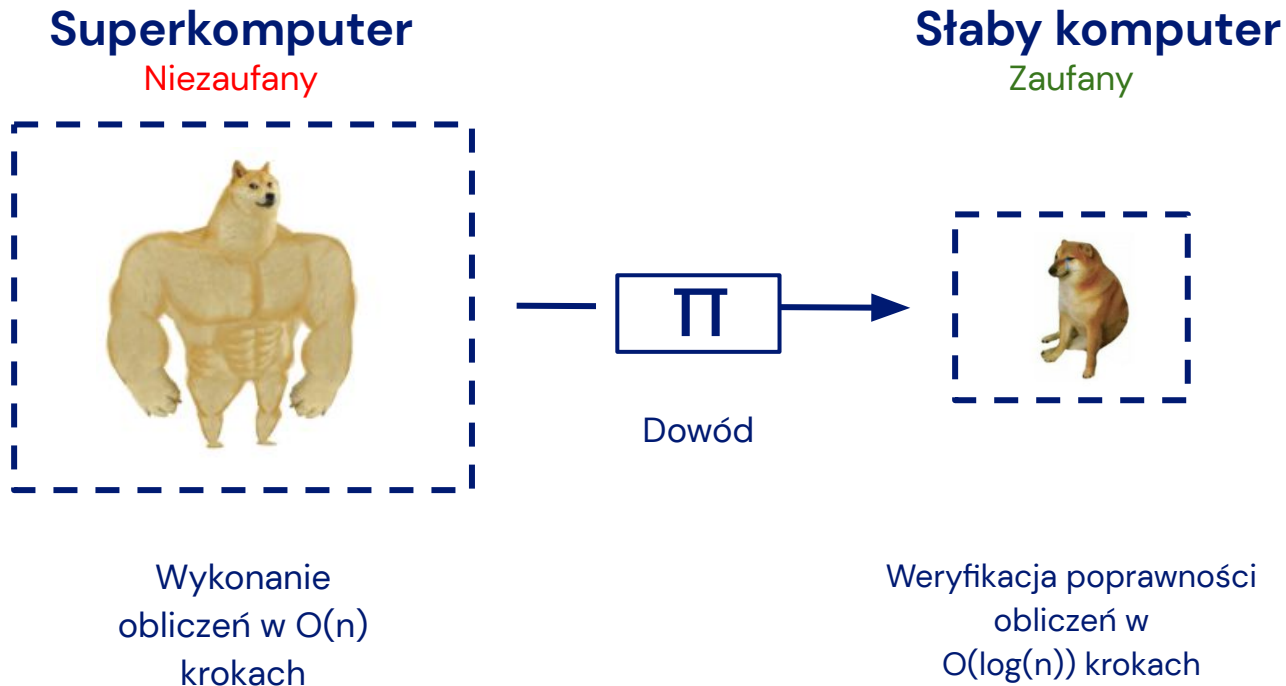 Superkomputer
Niezaufany
Słaby komputer
Zaufany
Π
Dowód
Wykonanie
obliczeń w O(n)
krokach
Weryfikacja poprawności
obliczeń w
O(log(n)) krokach